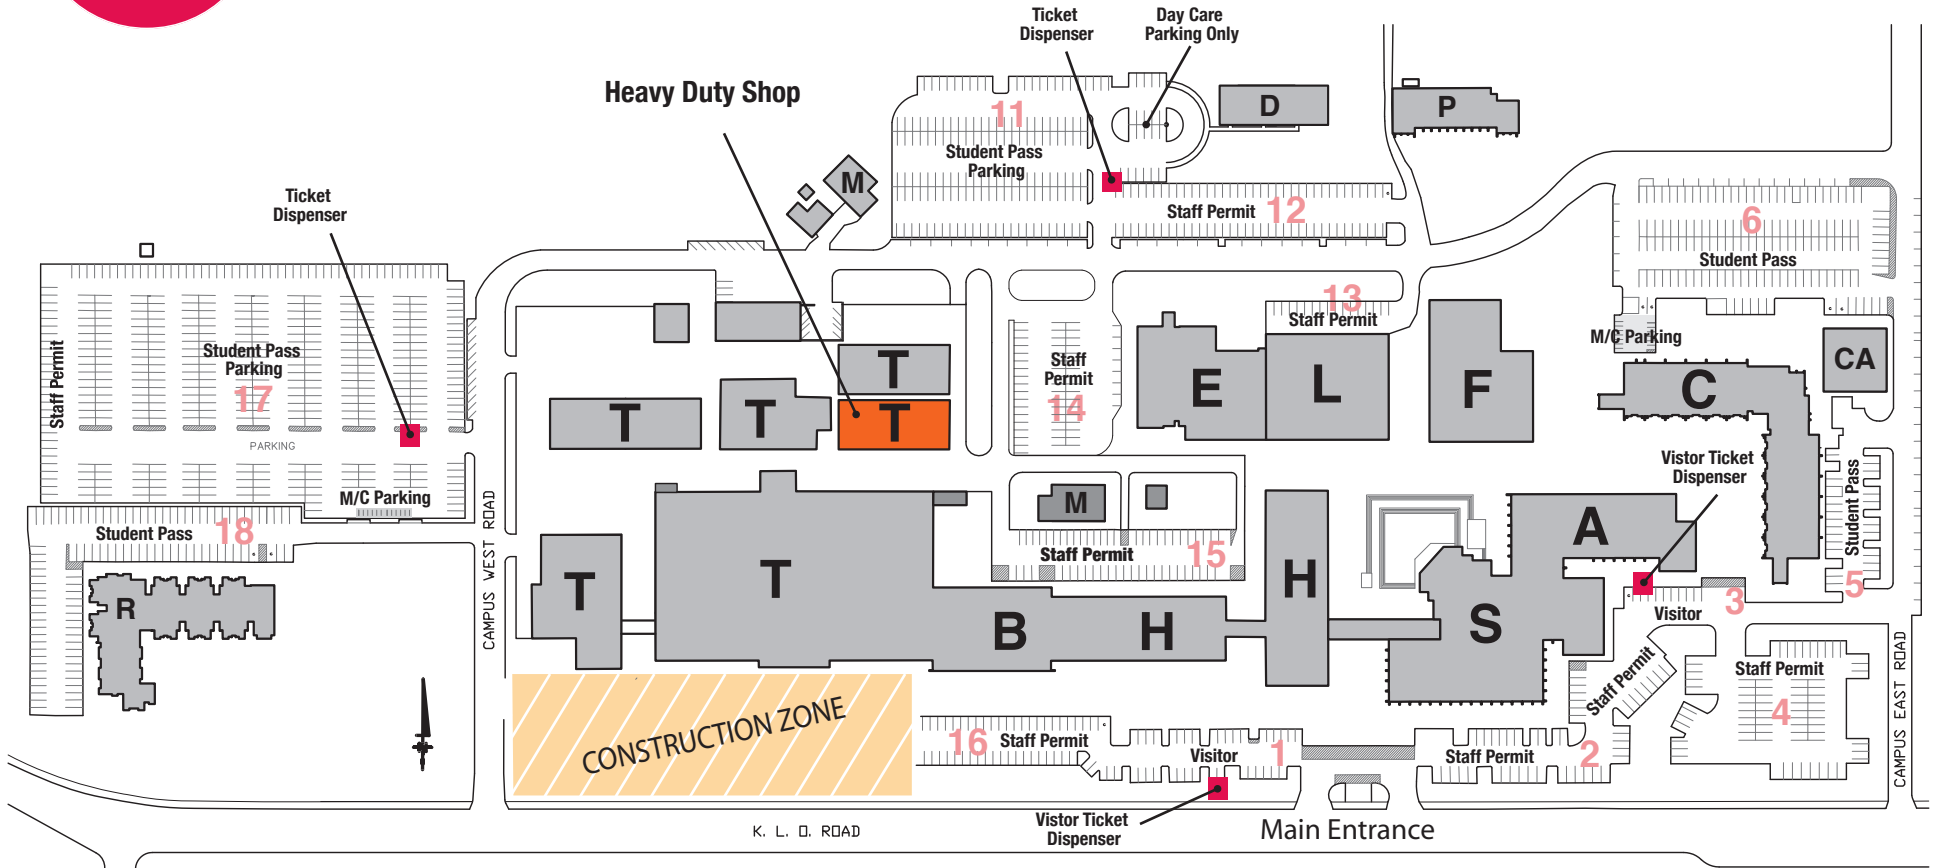 Ticket
Dispenser
Day Care
Parking Only
Heavy Duty Shop
11
D
P
Student Pass
Parking
M
Ticket
Dispenser
Staff Permit 12
6
Student Pass
13
Staff Permit
M/C Parking
Staff Permit
Student Pass
Parking
17
T
Staff
Permit
14
E
L
F
C
CA
T
T
T
PARKING
M/C Parking
Vistor Ticket
Dispenser
Student Pass
5
M
A
Student Pass 18
CAMPUS WEST ROAD
Staff Permit 15
T
T
H
R
B
H
S
Visitor 3
Staff Permit
Staff Permit
4
CAMPUS EAST ROAD
CONSTRUCTION ZONE
16 Staff Permit
Visitor 1
Staff Permit 2
K. L. O. ROAD
Vistor Ticket
Dispenser
Main Entrance